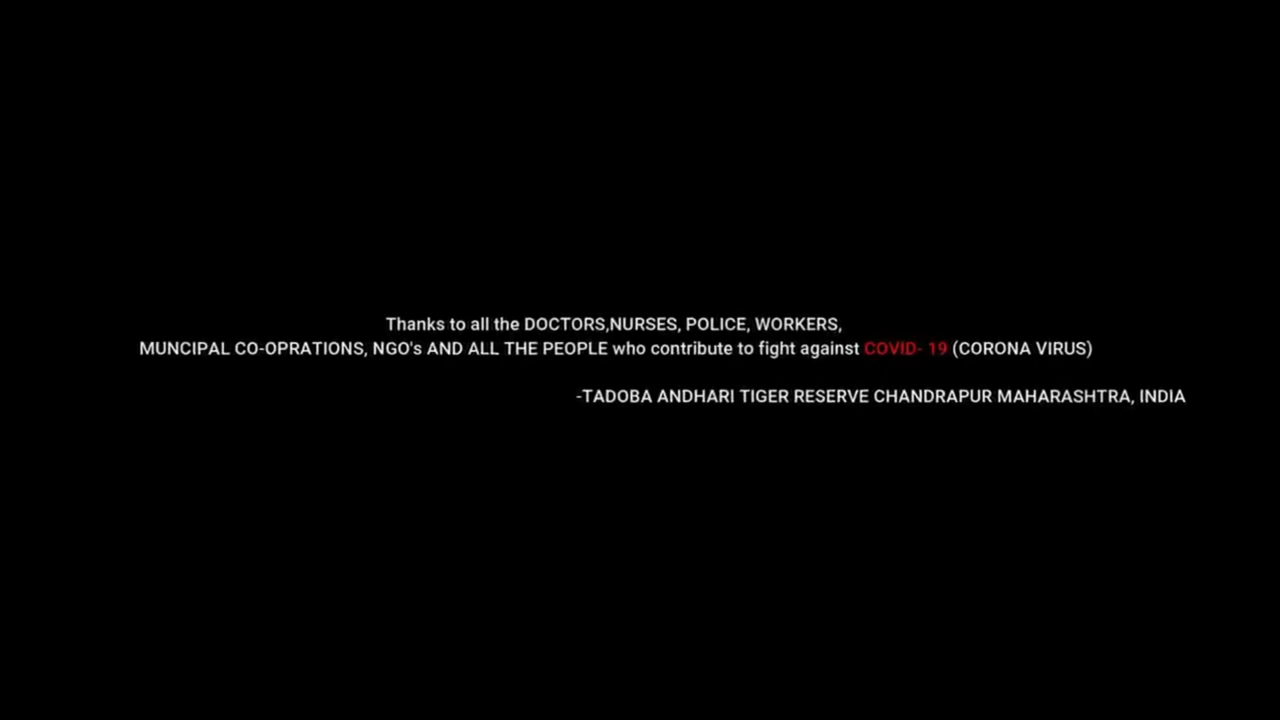 Thanks to all the DOCTORS,NURSES, POLICE, WORKERS,
MUNCIPAL CO-OPRATIONS, NGO's AND ALL THE PEOPLE who contribute to fight against COVID- 19 (CORONA VIRUS)
-TADOBA ANDHARI TIGER RESERVE CHANDRAPUR MAHARASHTRA, INDIA